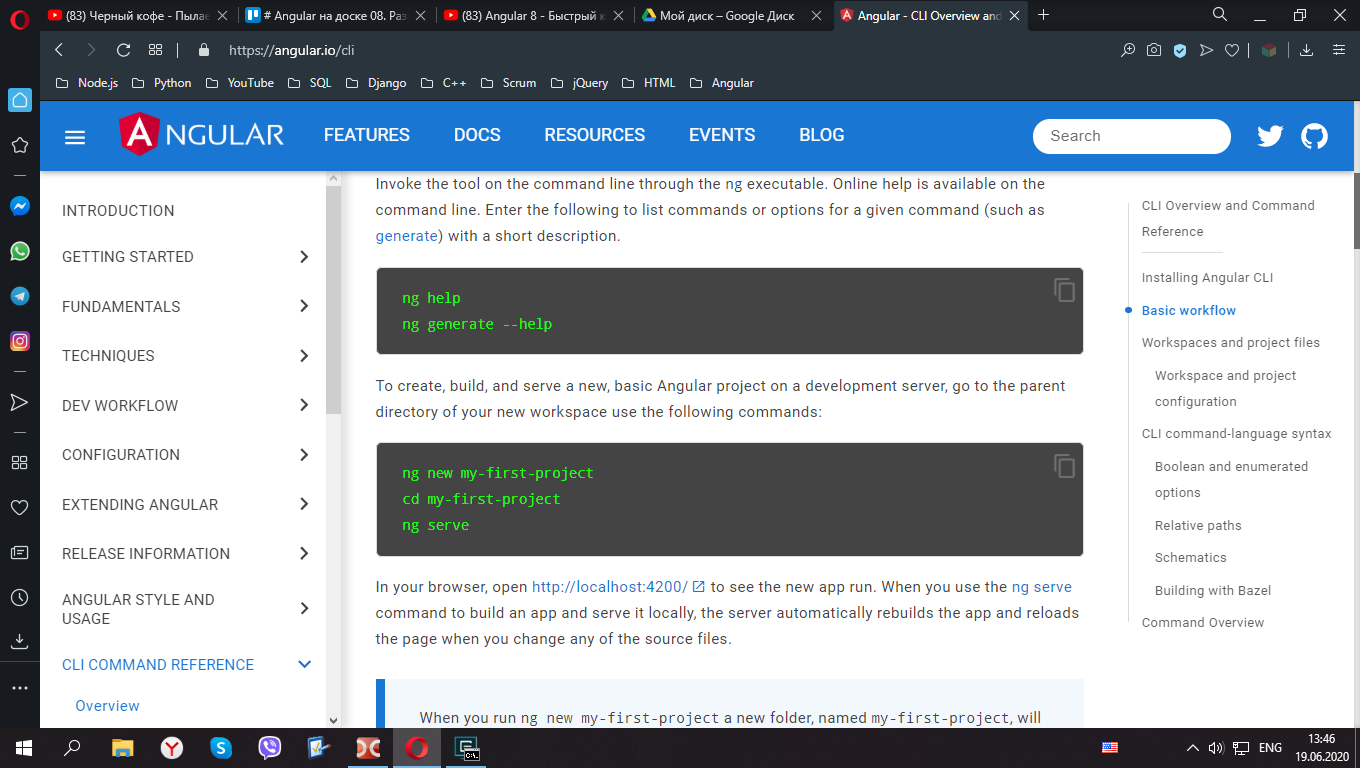 (83) Черный кофе - Пылае
# Angular на доске 08. Раз
(83) Angular 8 - Быстрый к
Мой диск – Google Диск
Angular - CLI Overview and
https://angular.io/cli
Node.js
Python
YouTube
SQL
Django
C++
Scrum
jQuery
HTML
Angular
ANGULAR
FEATURES
DOCS
RESOURCES
EVENTS
BLOG
Search
INTRODUCTION
GETTING STARTED
FUNDAMENTALS
TECHNIQUES
DEV WORKFLOW
CONFIGURATION
EXTENDING ANGULAR
RELEASE INFORMATION
ANGULAR STYLE AND
USAGE
CLI COMMAND REFERENCE
Overview
Invoke the tool on the command line through the ng executable. Online help is available on the
command line. Enter the following to list commands or options for a given command (such as
generate) with a short description.
ng help
ng generate --help
To create, build, and serve a new, basic Angular project on a development server, go to the parent
directory of your new workspace use the following commands:
ng new my-first-project
cd my-first-project
ng serve
In your browser, open http://localhost:4200/ to see the new app run. When you use the ng serve
command to build an app and serve it locally, the server automatically rebuilds the app and reloads
the page when you change any of the source files.
When you run ng new my-first-project a new folder, named my-first-project, will
CLI Overview and Command
Reference
Installing Angular CLI
Basic workflow
Workspaces and project files
Workspace and project
configuration
CLI command-language syntax
Boolean and enumerated
options
Relative paths
Schematics
Building with Bazel
Command Overview
ENG
13:46
19.06.2020